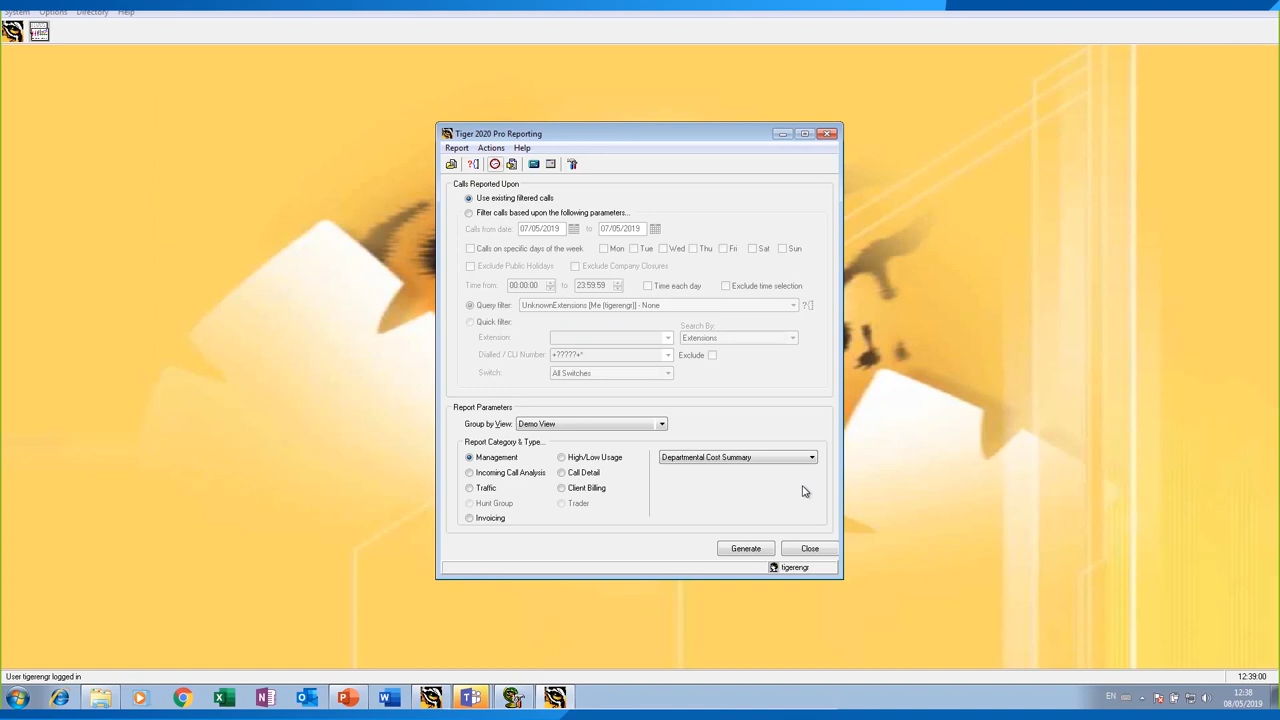 System Options Directory Help
Tiger 2020 Pro Reporting
Report Actions Help
Calls Reported Upon
Use existing filtered calls
Filter calls based upon the following parameters...
Calls from date: 07/05/2019 to 07/05/2019
Calls on specific days of the week Mon Tue Wed Thu Fri Sat Sun
Exclude Public Holidays Exclude Company Closures
Time from: 00:00:00 to 23:59:59 Time each day Exclude time selection
Query filter: UnknownExtensions [Me (tigerengr)] - None
Quick filter:
Search By:
Extension: Extensions
Dialled / CLI Number: +?????+* Exclude
Switch: All Switches
Report Parameters
Group by View: Demo View
Report Category & Type...
Management High/Low Usage Departmental Cost Summary
Incoming Call Analysis Call Detail
Traffic Client Billing
Hunt Group Trader
Invoicing
Generate Close
tigerengr
User tigerengr logged in 12:39:00
EN 12:38
08/05/2019